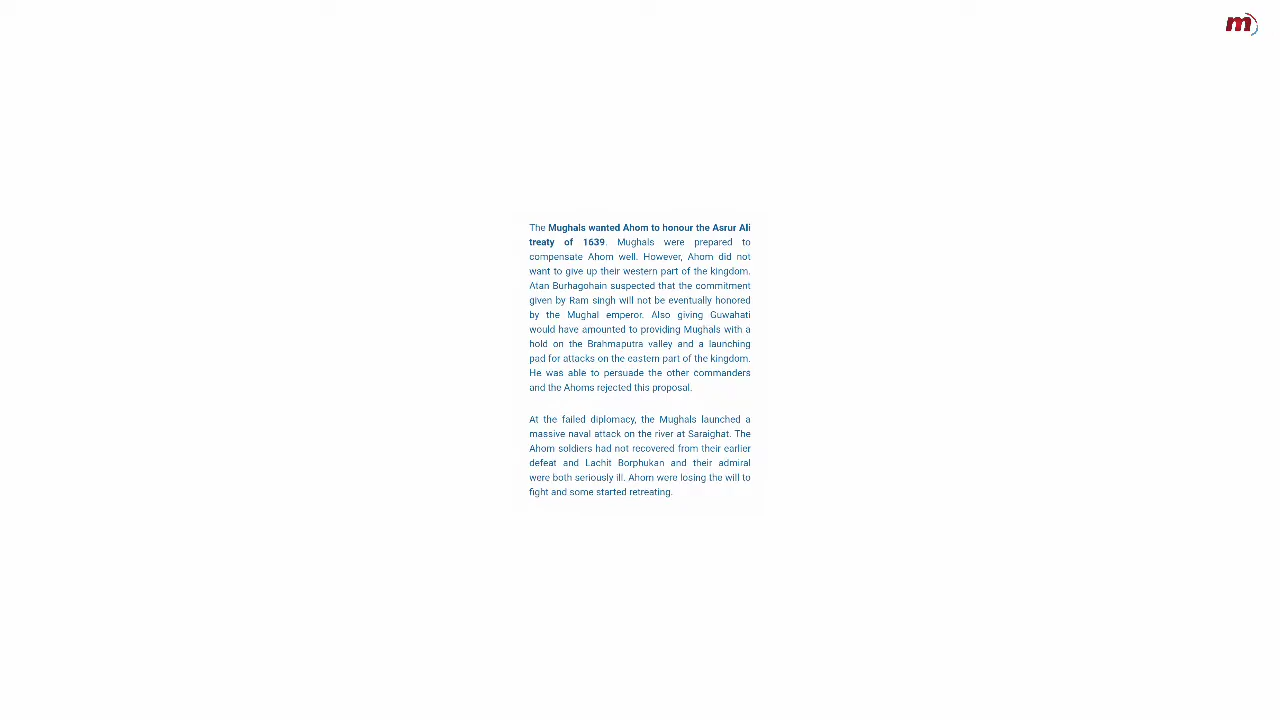 m
The Mughals wanted Ahom to honour the Asrur Ali
treaty of 1639. Mughals were prepared to
compensate Ahom well. However, Ahom did not
want to give up their western part of the kingdom.
Atan Burhagohain suspected that the commitment
given by Ram singh will not be eventually honored
by the Mughal emperor. Also giving Guwahati
would have amounted to providing Mughals with a
hold on the Brahmaputra valley and a launching
pad for attacks on the eastern part of the kingdom.
He was able to persuade the other commanders
and the Ahoms rejected this proposal.
At the failed diplomacy, the Mughals launched a
massive naval attack on the river at Saraighat. The
Ahom soldiers had not recovered from their earlier
defeat and Lachit Borphukan and their admiral
were both seriously ill. Ahom were losing the will to
fight and some started retreating.